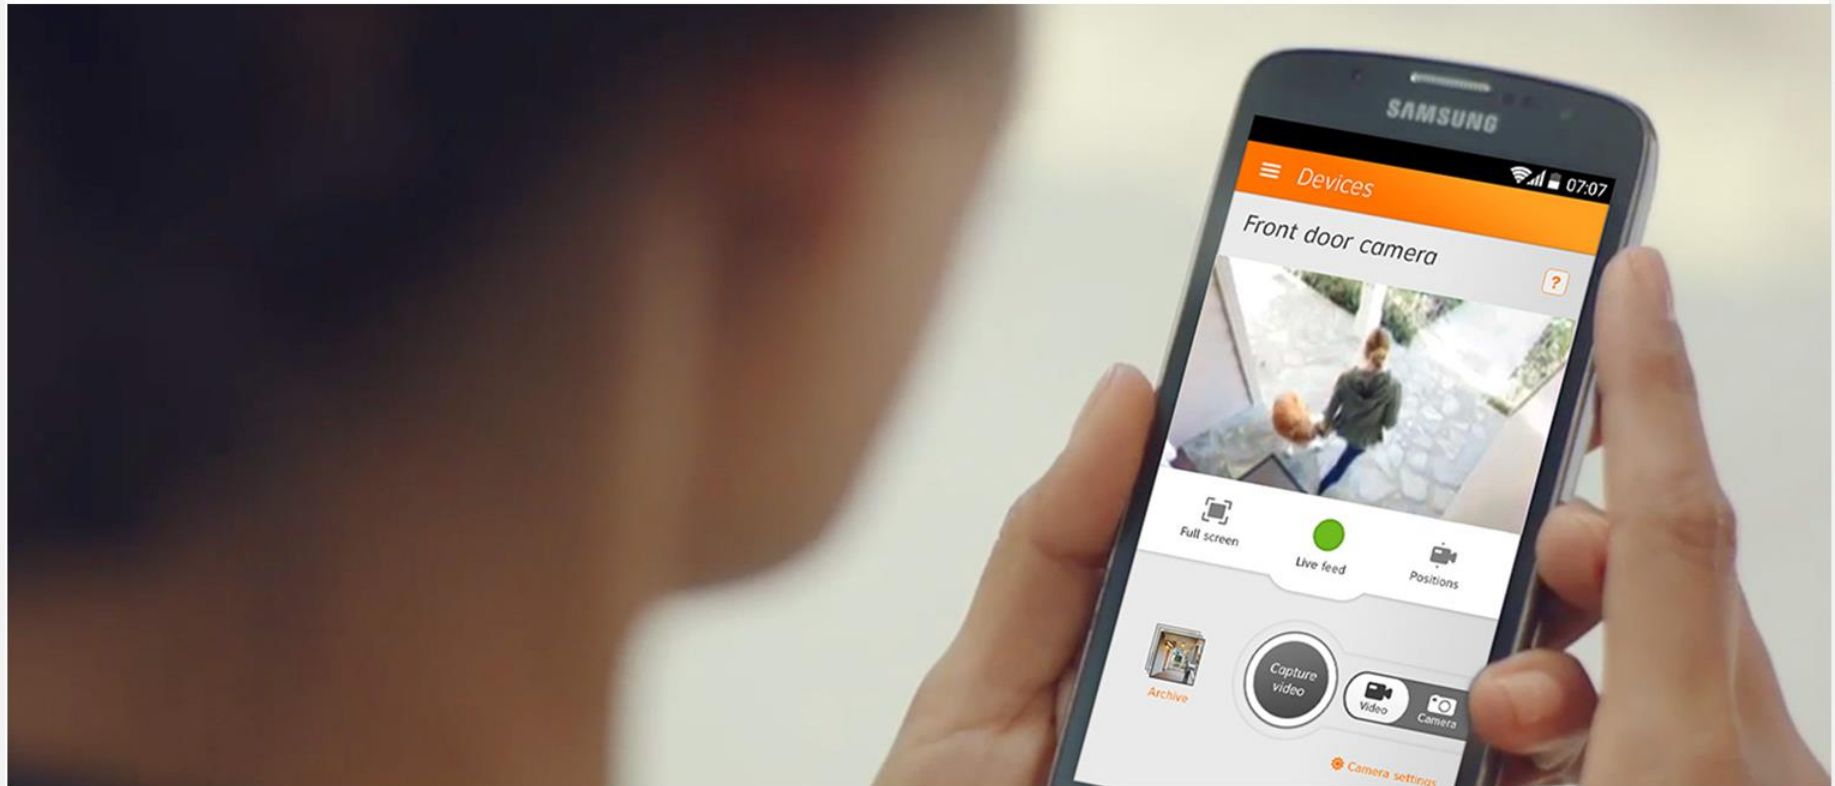 SAMSUNG
07:07
Devices
Front door camera
?
Full screen
Live feed
Positions
Archive
Capture
video
Video
Camera
Camera settings